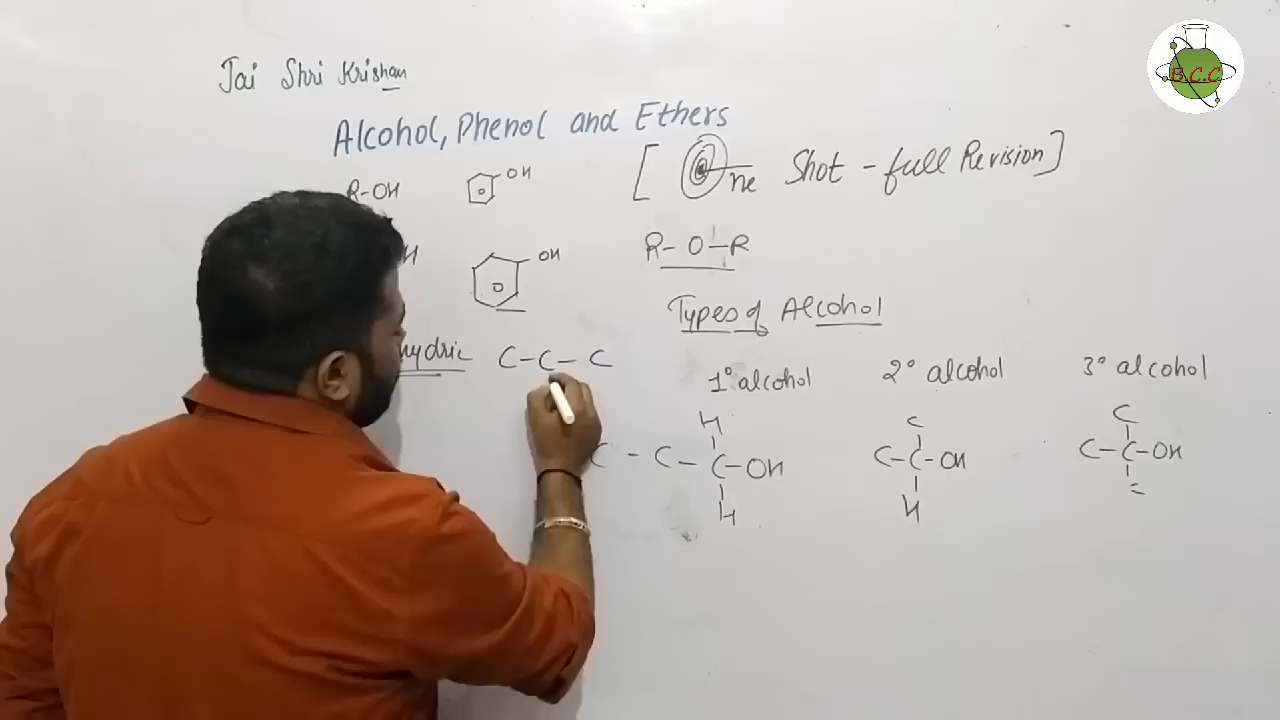 B.C.C
Jai Shri Krishan
Alcohol, Phenol and Ethers
[One Shot - full Revision]
R-OH
OH
R-O-R
OH
Types of Alcohol
C-C-C
1° alcohol
2° alcohol
3° alcohol
H
C
C
C-C-C-OH
C-C-OH
C-C-OH
H
H